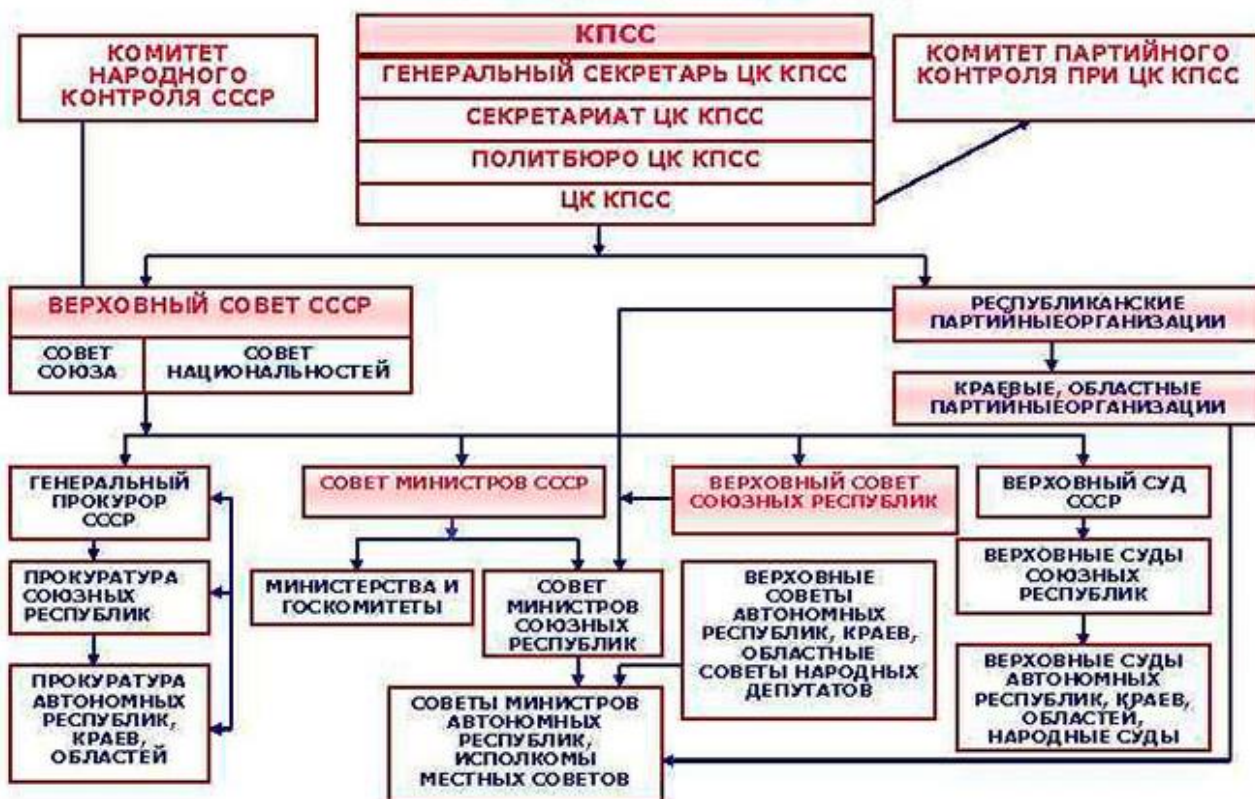 КОМИТЕТ
НАРОДНОГО
КОНТРОЛЯ СССР
КПСС
ГЕНЕРАЛЬНЫЙ СЕКРЕТАРЬ ЦК КПСС
СЕКРЕТАРИАТ ЦК КПСС
ПОЛИТБЮРО ЦК КПСС
ЦК КПСС
КОМИТЕТ ПАРТИЙНОГО
КОНТРОЛЯ ПРИ ЦК КПСС
ВЕРХОВНЫЙ СОВЕТ СССР
СОВЕТ
СОЮЗА
СОВЕТ
НАЦИОНАЛЬНОСТЕЙ
РЕСПУБЛИКАНСКИЕ
ПАРТИЙНЫЕОРГАНИЗАЦИИ
КРАЕВЫЕ, ОБЛАСТНЫЕ
ПАРТИЙНЫЕОРГАНИЗАЦИИ
ГЕНЕРАЛЬНЫЙ
ПРОКУРОР
СССР
СОВЕТ МИНИСТРОВ СССР
ВЕРХОВНЫЙ СОВЕТ
СОЮЗНЫХ РЕСПУБЛИК
ВЕРХОВНЫЙ СУД
СССР
ПРОКУРАТУРА
СОЮЗНЫХ
РЕСПУБЛИК
МИНИСТЕРСТВА И
ГОСКОМИТЕТЫ
СОВЕТ
МИНИСТРОВ
СОЮЗНЫХ
РЕСПУБЛИК
ВЕРХОВНЫЕ
СОВЕТЫ
АВТОНОМНЫХ
РЕСПУБЛИК, КРАЕВ,
ОБЛАСТНЫЕ
СОВЕТЫ НАРОДНЫХ
ДЕПУТАТОВ
ВЕРХОВНЫЕ СУДЫ
СОЮЗНЫХ
РЕСПУБЛИК
ПРОКУРАТУРА
АВТОНОМНЫХ
РЕСПУБЛИК,
КРАЕВ,
ОБЛАСТЕЙ
СОВЕТЫ МИНИСТРОВ
АВТОНОМНЫХ
РЕСПУБЛИК,
ИСПОЛКОМЫ
МЕСТНЫХ СОВЕТОВ
ВЕРХОВНЫЕ СУДЫ
АВТОНОМНЫХ
РЕСПУБЛИК, КРАЕВ,
ОБЛАСТЕЙ,
НАРОДНЫЕ СУДЫ